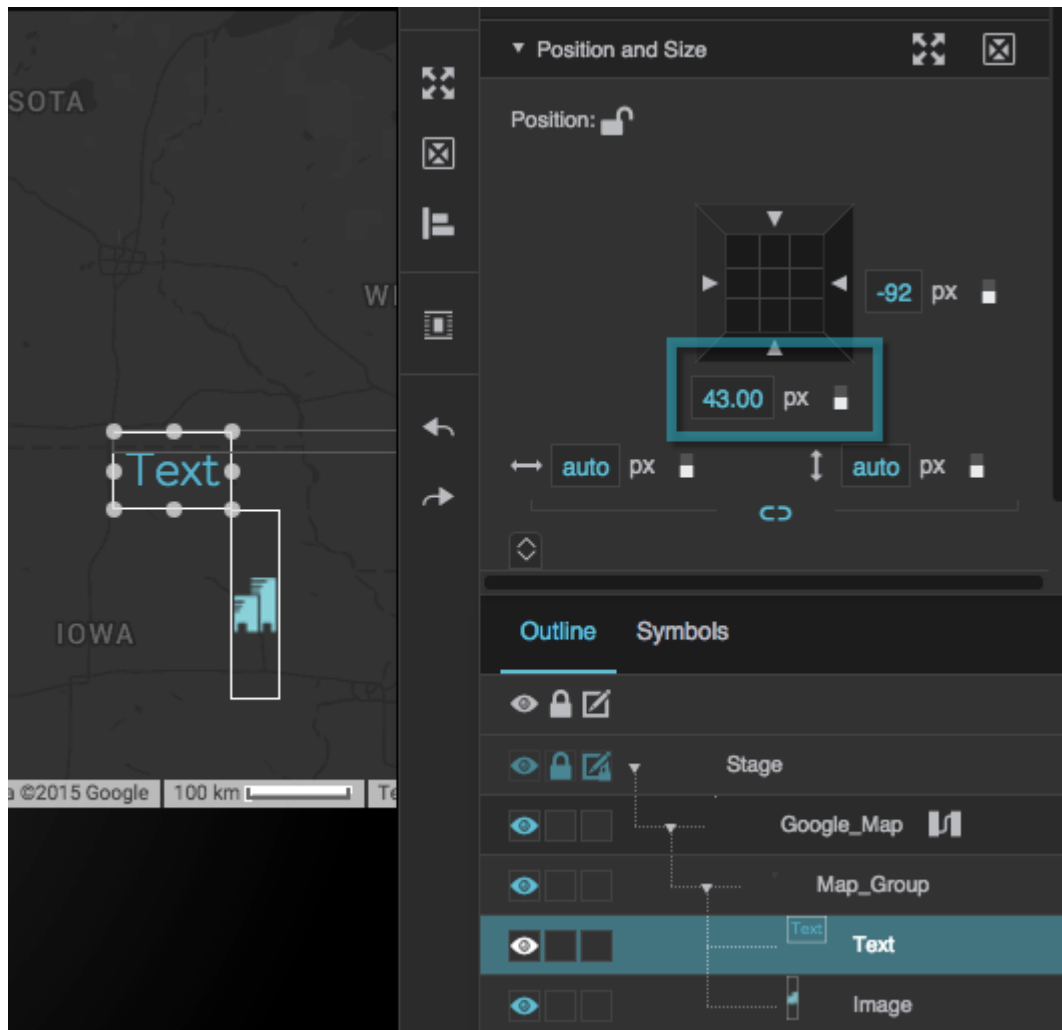 SOTA
WI
Text
IOWA
©2015 Google
100 km
Position and Size
Position:
-92 px
43.00 px
auto px
auto px
Outline Symbols
Stage
Google_Map
Map_Group
Text
Text
Image